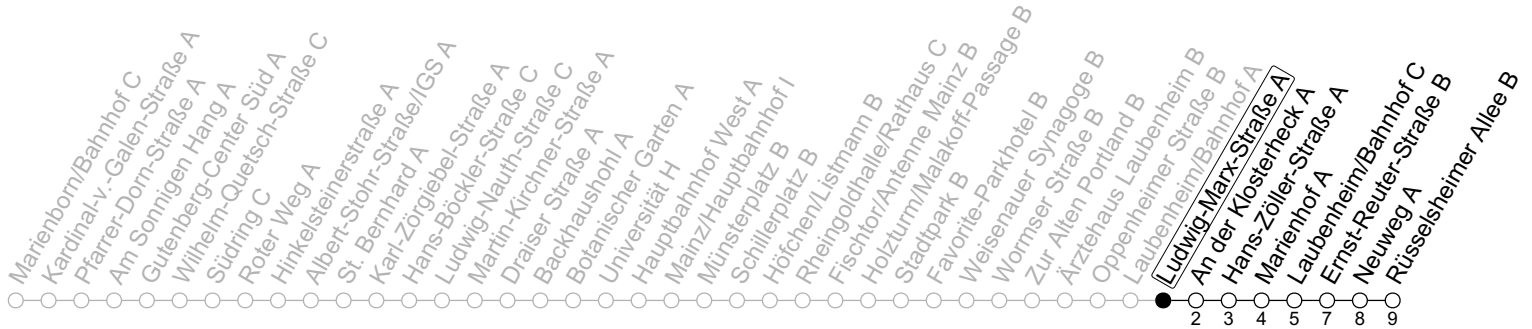 Marienborn/Bahnhof C
Kardinal-v.-Galen-Straße A
Pfarrer-Dorn-Straße A
Am Sonnigen Hang A
Gutenberg-Center Süd A
Wilhelm-Quetsch-Straße C
Südring C
Roter Weg A
Hinkelsteinerstraße A
Albert-Stohr-Straße/IGS A
St. Bernhard A
Karl-Zörgiebel-Straße A
Hans-Böckler-Straße C
Ludwig-Nauth-Straße C
Martin-Kirchner-Straße A
Draiser Straße A
Backhaushohl A
Botanischer Garten A
Universität H
Hauptbahnhof West A
Mainz/Hauptbahnhof I
Münsterplatz B
Schillerplatz B
Höfchen/Listmann B
Rheingoldhalle/Rathaus C
Fischtor/Antenne Mainz B
Holzturm/Malakoff-Passage B
Stadtpark B
Favorite-Parkhotel B
Weisenauer Synagoge B
Wormser Straße B
Zur Alten Portland B
Ärztehaus Laubenheim B
Oppenheimer Straße B
Laubenheim/Bahnhof A
Ludwig-Marx-Straße A
An der Klosterheck A
Hans-Zöller-Straße A
Marienhof A
Laubenheim/Bahnhof C
Ernst-Reuter-Straße B
Neuweg A
Rüsselsheimer Allee B
2 3 4 5 7 8 9